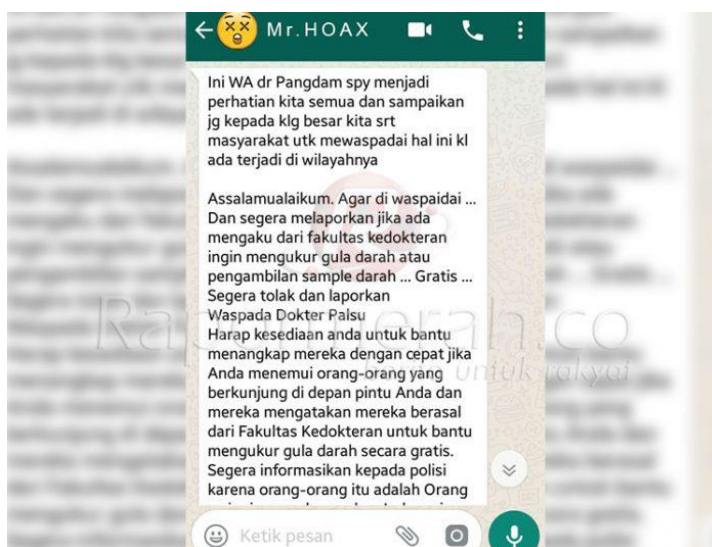 Mr.HOAX
Ini WA dr Pangdam spy menjadi
perhatian kita semua dan sampaikan
jg kepada klg besar kita srt
masyarakat utk mewaspadai hal ini kl
ada terjadi di wilayahnya
Assalamualaikum. Agar di waspaidai ...
Dan segera melaporkan jika ada
mengaku dari fakultas kedokteran
ingin mengukur gula darah atau
pengambilan sample darah ... Gratis ...
Segera tolak dan laporkan
Waspada Dokter Palsu
Harap kesediaan anda untuk bantu
menangkap mereka dengan cepat jika
Anda menemui orang-orang yang
berkunjung di depan pintu Anda dan
mereka mengatakan mereka berasal
dari Fakultas Kedokteran untuk bantu
mengukur gula darah secara gratis.
Segera informasikan kepada polisi
karena orang-orang itu adalah Orang
Ketik pesan